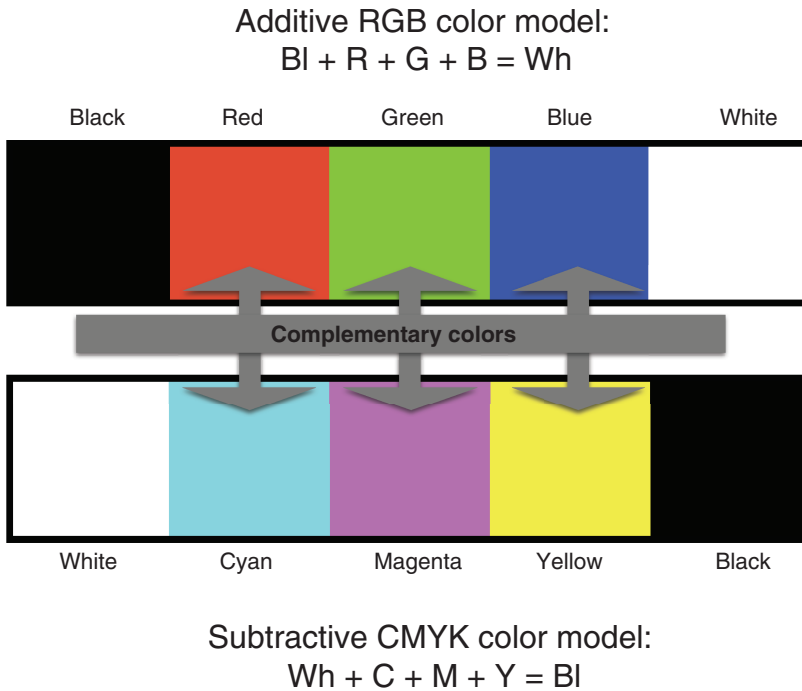 Additive RGB color model:
Bl + R + G + B = Wh
Black Red Green Blue White
Complementary colors
White Cyan Magenta Yellow Black
Subtractive CMYK color model:
Wh + C + M + Y = Bl